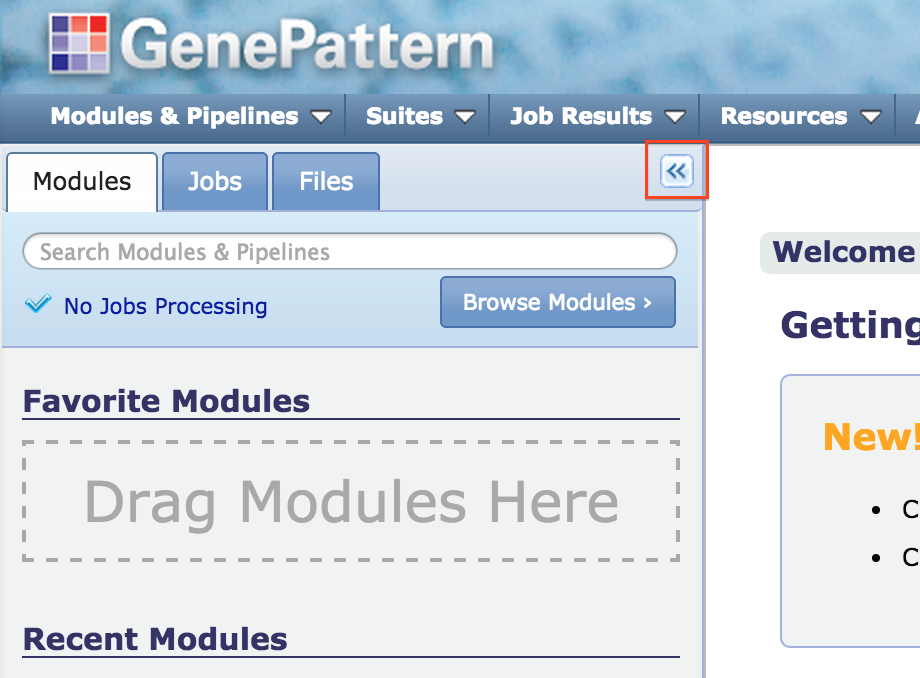 GenePattern
Modules & Pipelines Suites Job Results Resources
Modules Jobs Files
Search Modules & Pipelines
No Jobs Processing
Browse Modules ›
Favorite Modules
Drag Modules Here
Recent Modules
Welcome
Getting
New!
• C
• C